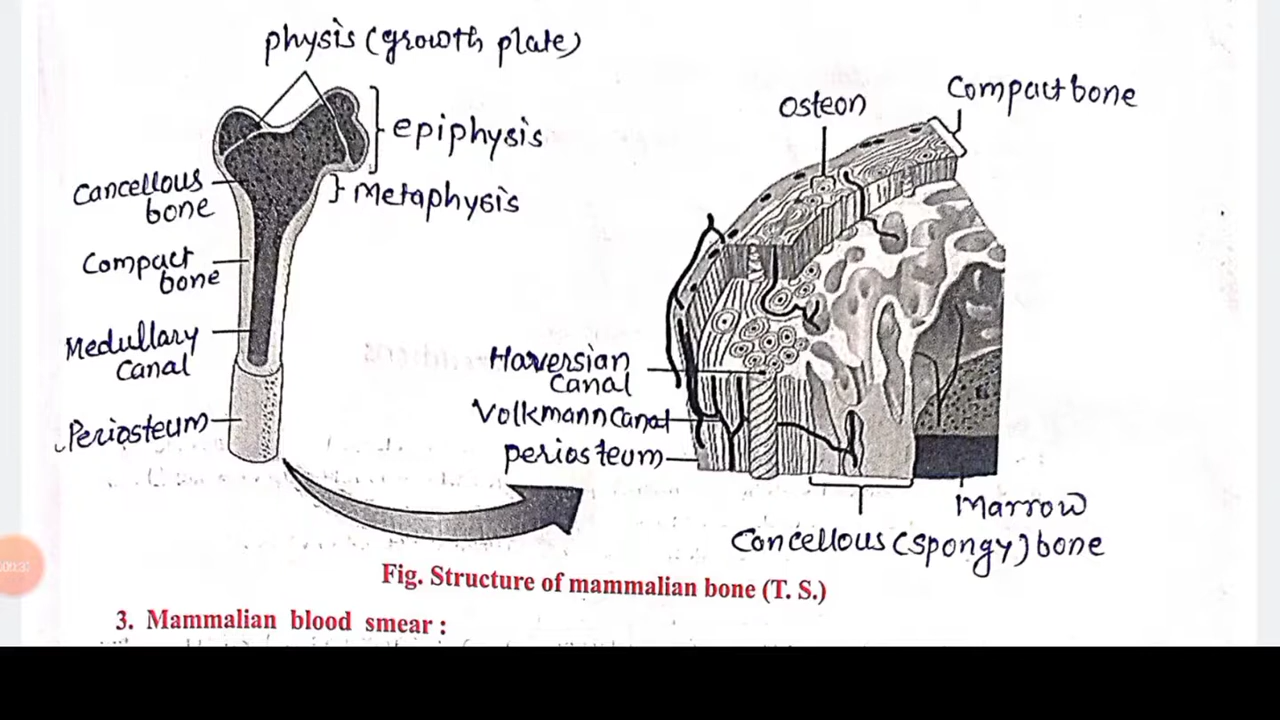 physis (growth plate)
epiphysis
Metaphysis
Cancellous
bone
Compact
bone
Medullary
Canal
Periosteum
Osteon
Compact bone
Haversian
Canal
Volkmann Canal
periosteum
Marrow
Concellous (spongy) bone
Fig. Structure of mammalian bone (T. S.)
3. Mammalian blood smear :